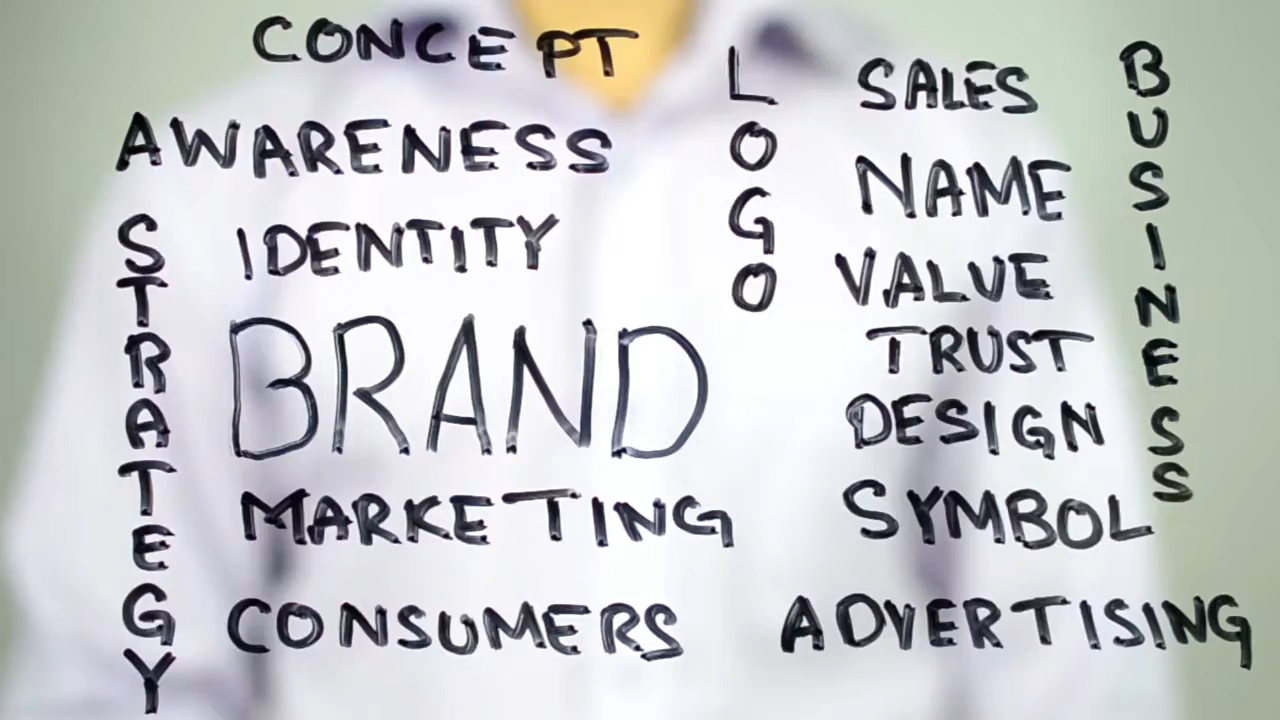 CONCEPT
AWARENESS
STRATEGY
IDENTITY
BRAND
MARKETING
CONSUMERS
LOGO
SALES
NAME
VALUE
TRUST
DESIGN
SYMBOL
ADVERTISING
BUSINESS